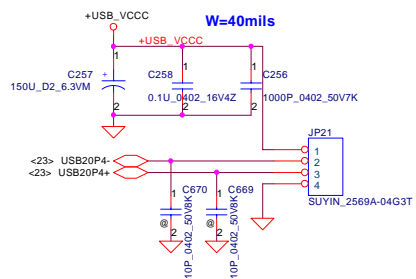 +USB_VCCC
W=40mils
+USB_VCCC
1
1
1
C257
C258
C256
+
150U_D2_6.3VM
0.1U_0402_16V4Z
1000P_0402_50V7K
2
2
2
JP21
1
2
3
4
<23> USB20P4-
<23> USB20P4+
SUYIN_2569A-04G3T
1
C670
1
C669
@
@
2
2
10P_0402_50V8K
10P_0402_50V8K